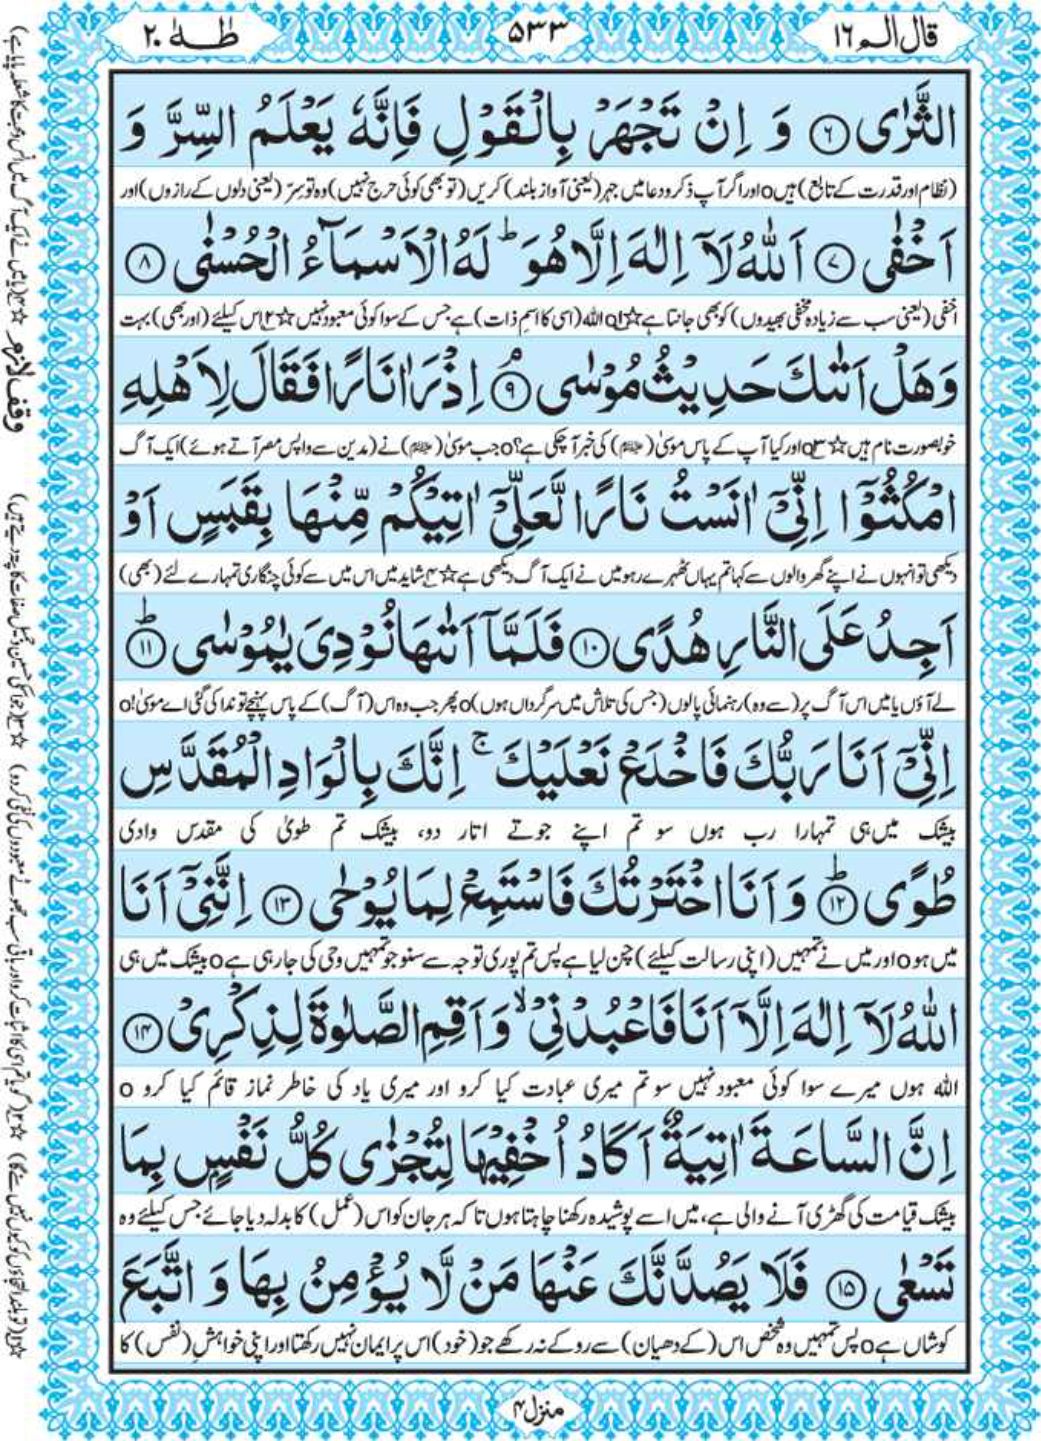 قال الم ١٦
٥٣٣
طٰهٰ ٢٠
الثَّرٰى ۝٦ وَ اِنْ تَجْهَرْ بِالْقَوْلِ فَاِنَّهٗ يَعْلَمُ السِّرَّ وَ
(نظام اور قدرت کے تابع) ہیںo اور اگر آپ ذکر و دعا میں جہر (یعنی آواز بلند) کریں (تو بھی کوئی حرج نہیں) وہ تو سِرّ (یعنی دلوں کے رازوں) اور
اَخْفٰى ۝٧ اَللّٰهُ لَآ اِلٰهَ اِلَّا هُوَ ؕ لَهُ الْاَسْمَآءُ الْحُسْنٰى ۝٨
اخفی (یعنی سب سے زیادہ مخفی بھیدوں) کو بھی جانتا ہے☆۱o اللہ (اسی کا اسمِ ذات) ہے جس کے سوا کوئی معبود نہیں☆۲ اس کیلئے (اور بھی) بہت
وَهَلْ اَتٰىكَ حَدِيْثُ مُوْسٰى ۝٩ۘ اِذْ رَاٰ نَارًا فَقَالَ لِاَهْلِهِ
خوبصورت نام ہیں☆۳o اور کیا آپ کے پاس موسیٰ (علیہ السلام) کی خبر آ چکی ہے؟o جب موسیٰ (علیہ السلام) نے (مدین سے واپس مصر آتے ہوئے) ایک آگ
امْكُثُوْٓا اِنِّيْٓ اٰنَسْتُ نَارًا لَّعَلِّيْٓ اٰتِيْكُمْ مِّنْهَا بِقَبَسٍ اَوْ
دیکھی تو انہوں نے اپنے گھر والوں سے کہا تم یہاں ٹھہرے رہو میں نے ایک آگ دیکھی ہے☆۴ شاید میں اس میں سے کوئی چنگاری تمہارے لئے (بھی)
اَجِدُ عَلَى النَّارِ هُدًى ۝١٠ فَلَمَّآ اَتٰىهَا نُوْدِيَ يٰمُوْسٰى ۝١١ؕ
لے آؤں یا میں اس آگ پر (سے وہ) رہنمائی پا لوں (جس کی تلاش میں سرگرداں ہوں)o پھر جب وہ اس (آگ) کے پاس پہنچے تو ندا کی گئی اے موسیٰ!o
اِنِّيْٓ اَنَا رَبُّكَ فَاخْلَعْ نَعْلَيْكَ ۚ اِنَّكَ بِالْوَادِ الْمُقَدَّسِ
بیشک میں ہی تمہارا رب ہوں سو تم اپنے جوتے اتار دو، بیشک تم طویٰ کی مقدس وادی
طُوًى ۝١٢ؕ وَاَنَا اخْتَرْتُكَ فَاسْتَمِعْ لِمَا يُوْحٰى ۝١٣ اِنَّنِيْٓ اَنَا
میں ہوo اور میں نے تمہیں (اپنی رسالت کیلئے) چن لیا ہے پس تم پوری توجہ سے سنو جو تمہیں وحی کی جا رہی ہےo بیشک میں ہی
اللّٰهُ لَآ اِلٰهَ اِلَّآ اَنَا فَاعْبُدْنِيْ ۙ وَاَقِمِ الصَّلٰوةَ لِذِكْرِيْ ۝١٤
اللہ ہوں میرے سوا کوئی معبود نہیں سو تم میری عبادت کیا کرو اور میری یاد کی خاطر نماز قائم کیا کرو o
اِنَّ السَّاعَةَ اٰتِيَةٌ اَكَادُ اُخْفِيْهَا لِتُجْزٰى كُلُّ نَفْسٍۭ بِمَا
بیشک قیامت کی گھڑی آنے والی ہے، میں اسے پوشیدہ رکھنا چاہتا ہوں تاکہ ہر جان کو اس (عمل) کا بدلہ دیا جائے جس کیلئے وہ
تَسْعٰى ۝١٥ فَلَا يَصُدَّنَّكَ عَنْهَا مَنْ لَّا يُؤْمِنُ بِهَا وَ اتَّبَعَ
کوشاں ہےo پس تمہیں وہ شخص اس (کے دھیان) سے روکے نہ رکھے جو (خود) اس پر ایمان نہیں رکھتا اور اپنی خواہشِ (نفس) کا
منزل ٤
وقف لازم